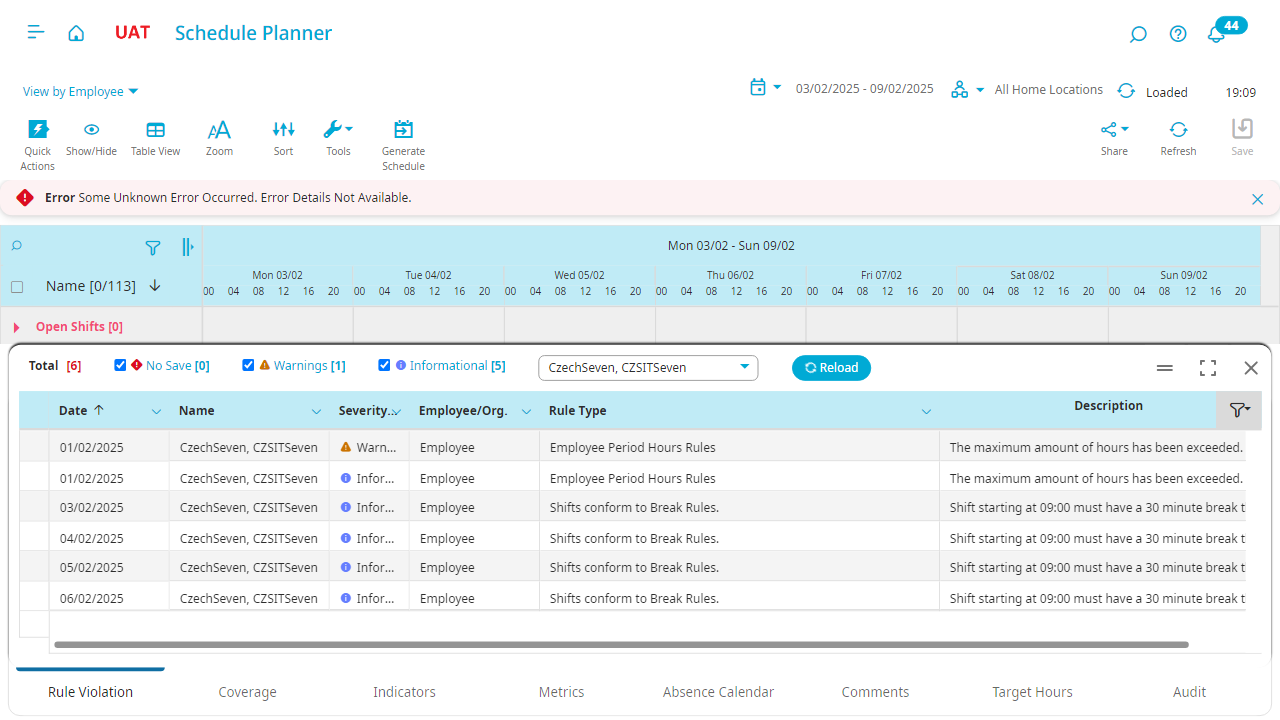 UAT Schedule Planner 44
View by Employee 03/02/2025 - 09/02/2025 All Home Locations Loaded 19:09
Quick Actions Show/Hide Table View Zoom Sort Tools Generate Schedule Share Refresh Save
Error Some Unknown Error Occurred. Error Details Not Available.
Mon 03/02 - Sun 09/02
Mon 03/02 Tue 04/02 Wed 05/02 Thu 06/02 Fri 07/02 Sat 08/02 Sun 09/02
Name [0/113] 00 04 08 12 16 20 00 04 08 12 16 20 00 04 08 12 16 20 00 04 08 12 16 20 00 04 08 12 16 20 00 04 08 12 16 20 00 04 08 12 16 20
Open Shifts [0]
Total [6] No Save [0] Warnings [1] Informational [5] CzechSeven, CZSITSeven Reload
Date Name Severity... Employee/Org. Rule Type Description
01/02/2025 CzechSeven, CZSITSeven Warn... Employee Employee Period Hours Rules The maximum amount of hours has been exceeded.
01/02/2025 CzechSeven, CZSITSeven Infor... Employee Employee Period Hours Rules The maximum amount of hours has been exceeded.
03/02/2025 CzechSeven, CZSITSeven Infor... Employee Shifts conform to Break Rules. Shift starting at 09:00 must have a 30 minute break t
04/02/2025 CzechSeven, CZSITSeven Infor... Employee Shifts conform to Break Rules. Shift starting at 09:00 must have a 30 minute break t
05/02/2025 CzechSeven, CZSITSeven Infor... Employee Shifts conform to Break Rules. Shift starting at 09:00 must have a 30 minute break t
06/02/2025 CzechSeven, CZSITSeven Infor... Employee Shifts conform to Break Rules. Shift starting at 09:00 must have a 30 minute break t
Rule Violation Coverage Indicators Metrics Absence Calendar Comments Target Hours Audit